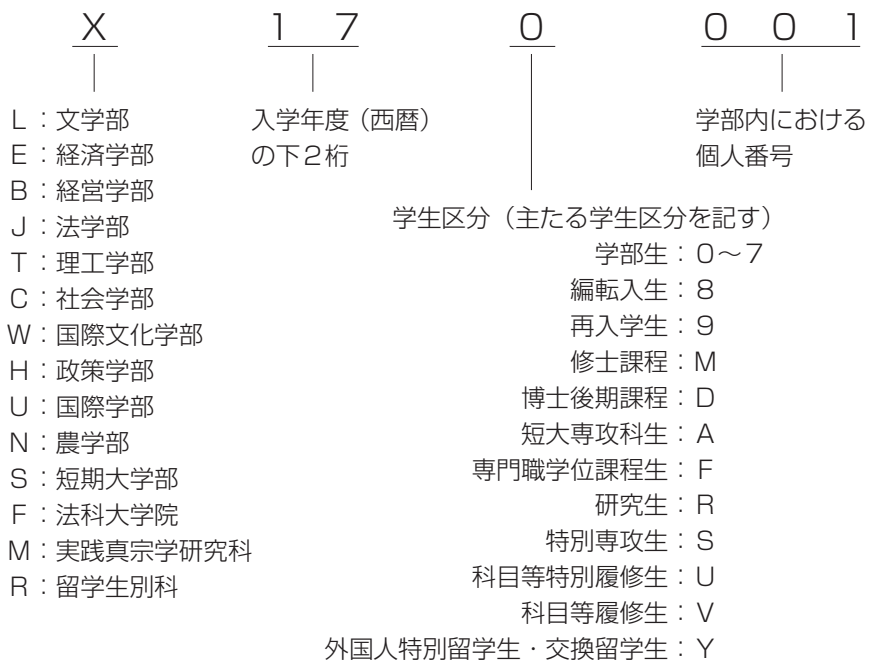 X 17 0 001
L：文学部
E：経済学部
B：経営学部
J：法学部
T：理工学部
C：社会学部
W：国際文化学部
H：政策学部
U：国際学部
N：農学部
S：短期大学部
F：法科大学院
M：実践真宗学研究科
R：留学生別科
入学年度（西暦）
の下２桁
学生区分（主たる学生区分を記す）
学部生：０～７
編転入生：８
再入学生：９
修士課程：M
博士後期課程：D
短大専攻科生：A
専門職学位課程生：F
研究生：R
特別専攻生：S
科目等特別履修生：U
科目等履修生：V
外国人特別留学生・交換留学生：Y
学部内における
個人番号